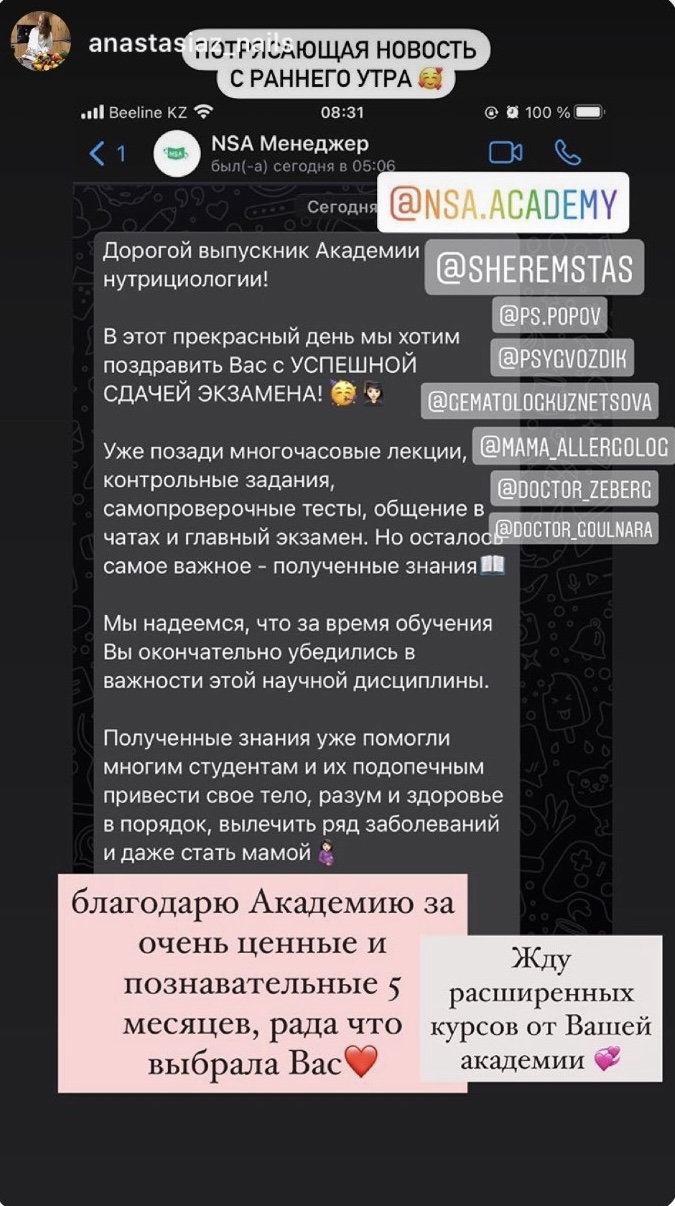 anastasiaz_nails
ПОТРЯСАЮЩАЯ НОВОСТЬ
С РАННЕГО УТРА 🥰
Beeline KZ
08:31
100 %
1
NSA
NSA Менеджер
был(-а) сегодня в 05:06
Сегодня
@NSA.ACADEMY
@SHEREMSTAS
@PS.POPOV
@PSYGVOZDIK
@GEMATOLOGKUZNETSOVA
@MAMA_ALLERGOLOG
@DOCTOR_ZEBERG
@DOCTOR_GOULNARA
Дорогой выпускник Академии
нутрициологии!
В этот прекрасный день мы хотим
поздравить Вас с УСПЕШНОЙ
СДАЧЕЙ ЭКЗАМЕНА! 🥳👩🏻‍🎓
Уже позади многочасовые лекции,
контрольные задания,
самопроверочные тесты, общение в
чатах и главный экзамен. Но осталось
самое важное - полученные знания📖
Мы надеемся, что за время обучения
Вы окончательно убедились в
важности этой научной дисциплины.
Полученные знания уже помогли
многим студентам и их подопечным
привести свое тело, разум и здоровье
в порядок, вылечить ряд заболеваний
и даже стать мамой 🤰🏻
благодарю Академию за
очень ценные и
познавательные 5
месяцев, рада что
выбрала Вас❤️
Жду
расширенных
курсов от Вашей
академии 💞